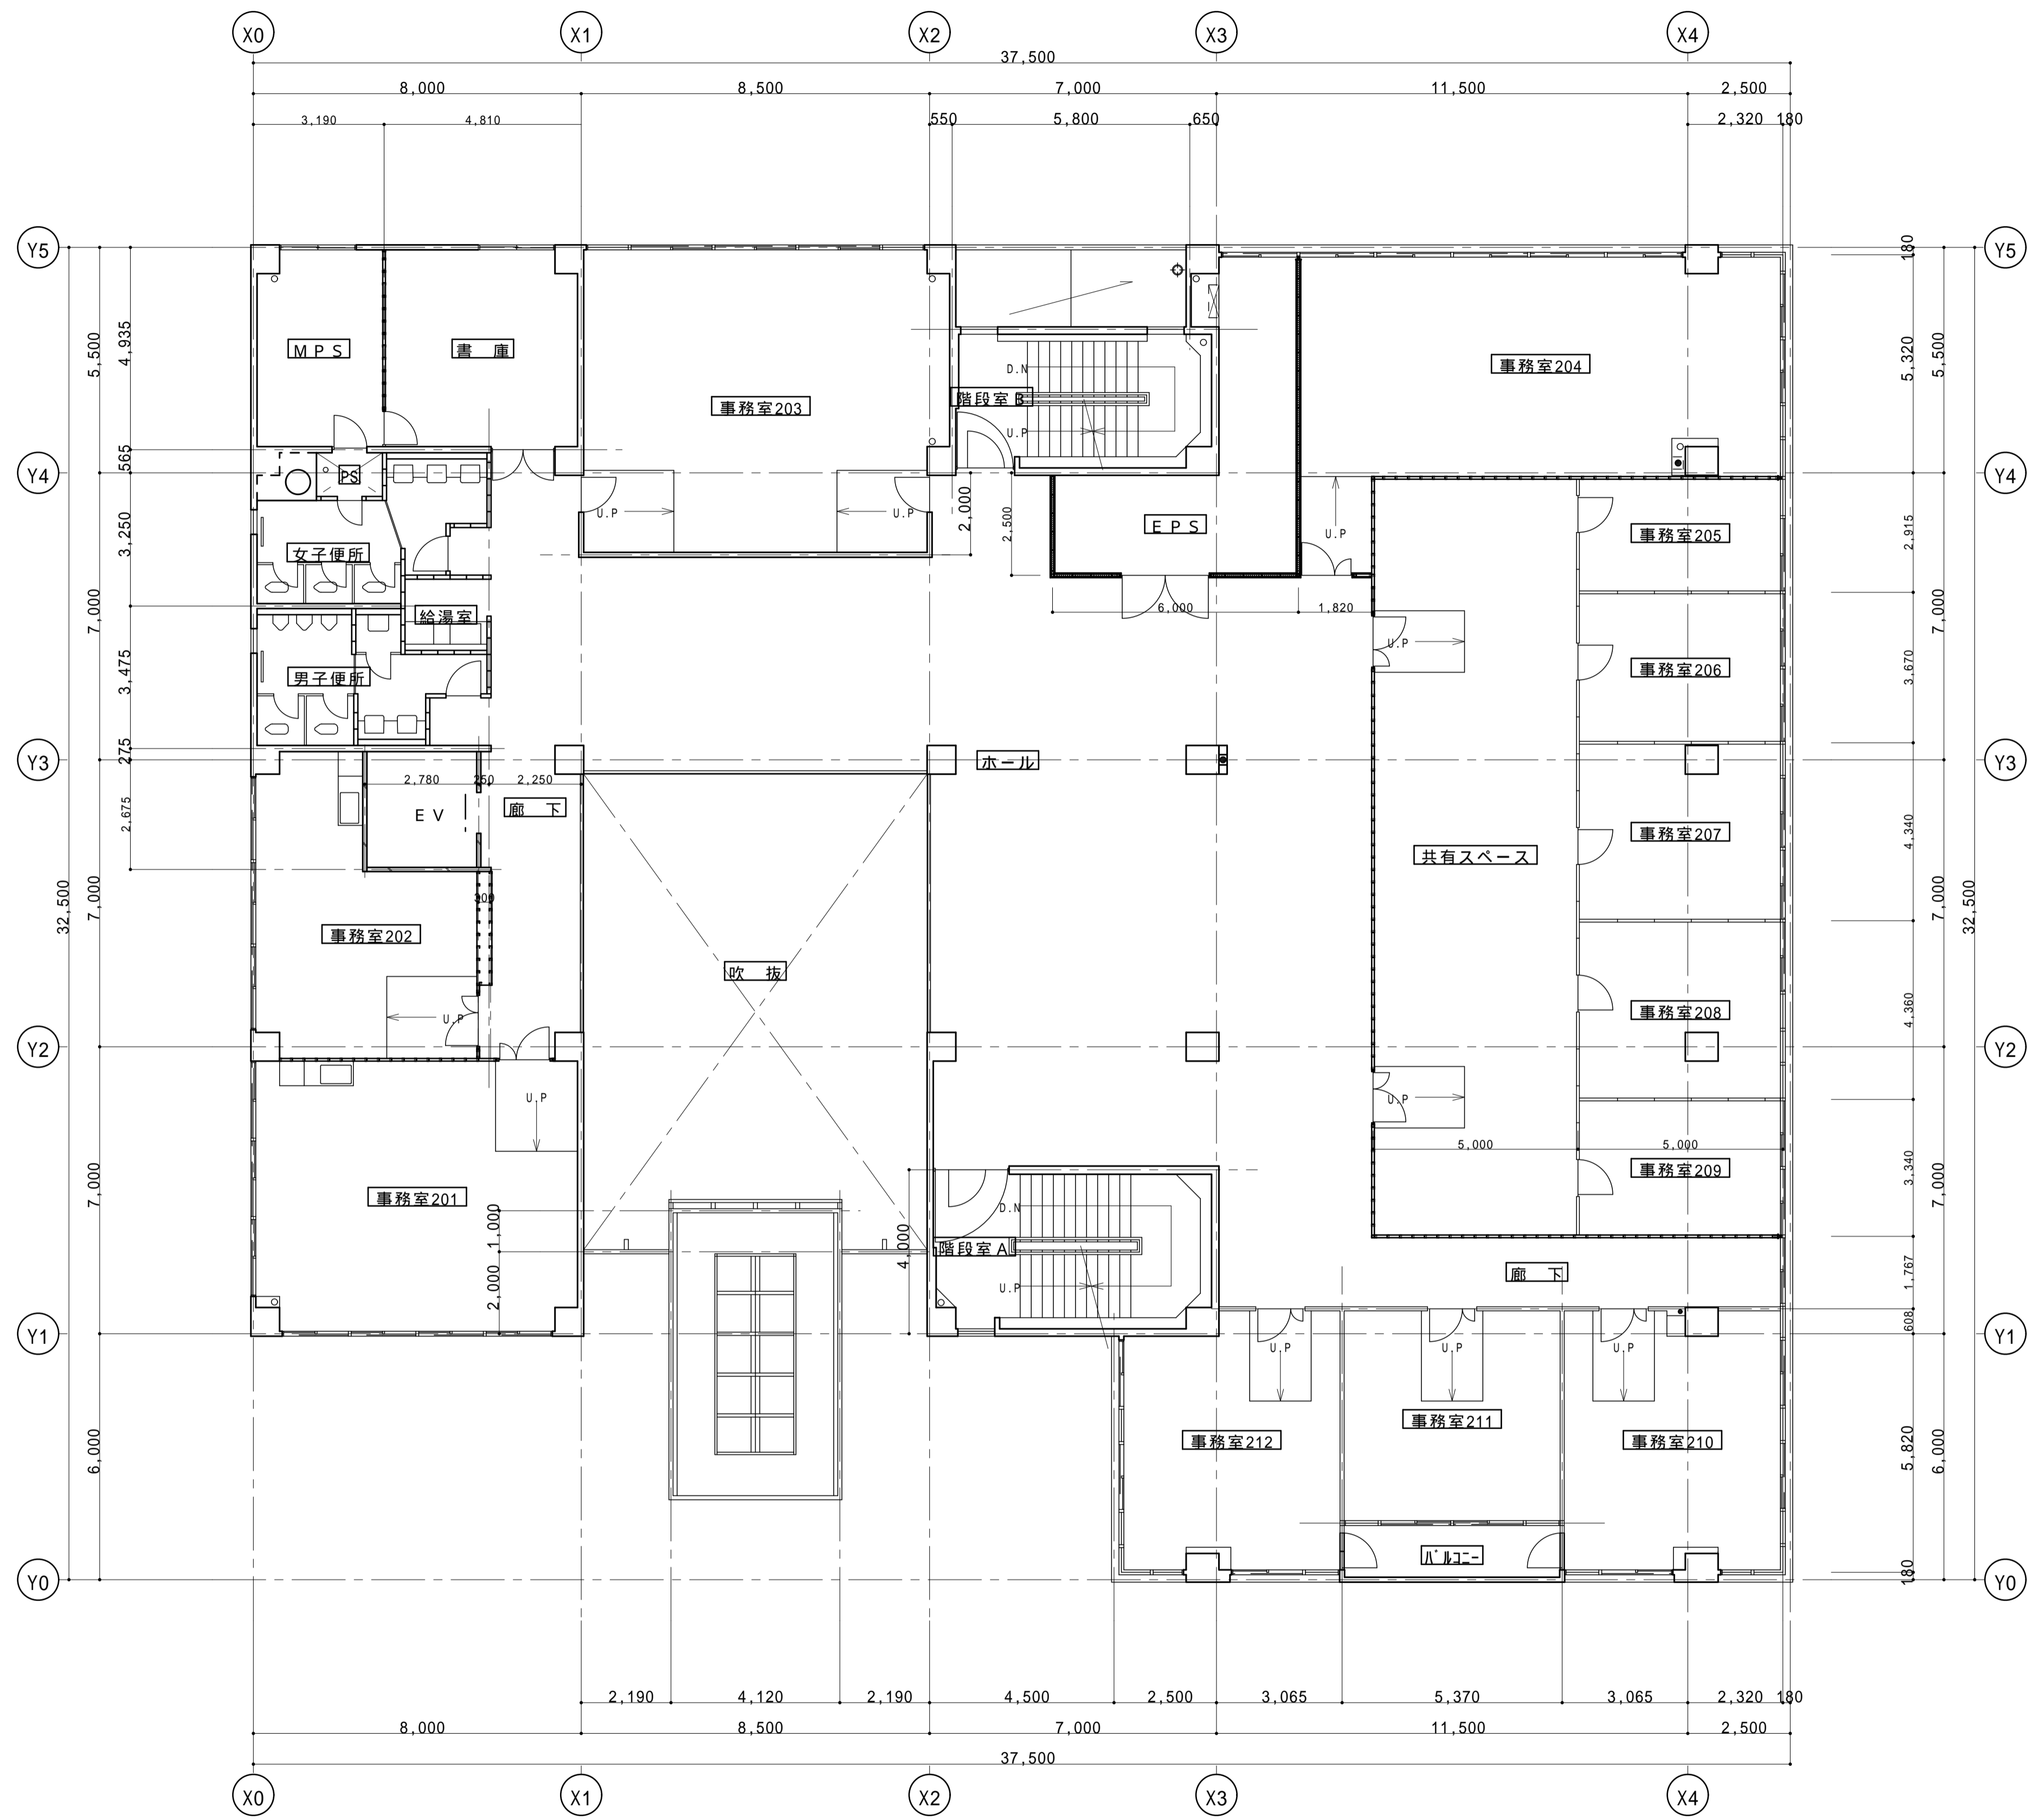 X0 X1 X2 X3 X4
37,500
8,000 8,500 7,000 11,500 2,500
3,190 4,810 550 5,800 650 2,320 180
Y5 Y5
180
5,500 4,935 5,320 5,500
MPS 書 庫 事務室203 階段室B D.N U.P 事務室204
565
Y4 PS Y4
U.P U.P 2,000 2,500 EPS U.P
3,250 女子便所 事務室205 2,915
7,000 給湯室 6,000 1,820 7,000
U.P
3,475 男子便所 事務室206 3,670
275
Y3 ホール Y3
2,780 250 2,250
2,675 EV 廊 下 事務室207 4,340
共有スペース
32,500 7,000 300 7,000 32,500
事務室202
吹 抜
U.P 事務室208 4,360
Y2 Y2
U.P U.P
5,000 5,000
7,000 事務室201 事務室209 3,340 7,000
1,000 D.N
4,000 階段室A
2,000 U.P 廊 下 1,767
Y1 608 Y1
U.P U.P U.P
事務室212 事務室211 事務室210
6,000 5,820 6,000
バルコニー
Y0 180 Y0
2,190 4,120 2,190 4,500 2,500 3,065 5,370 3,065 2,320 180
8,000 8,500 7,000 11,500 2,500
37,500
X0 X1 X2 X3 X4